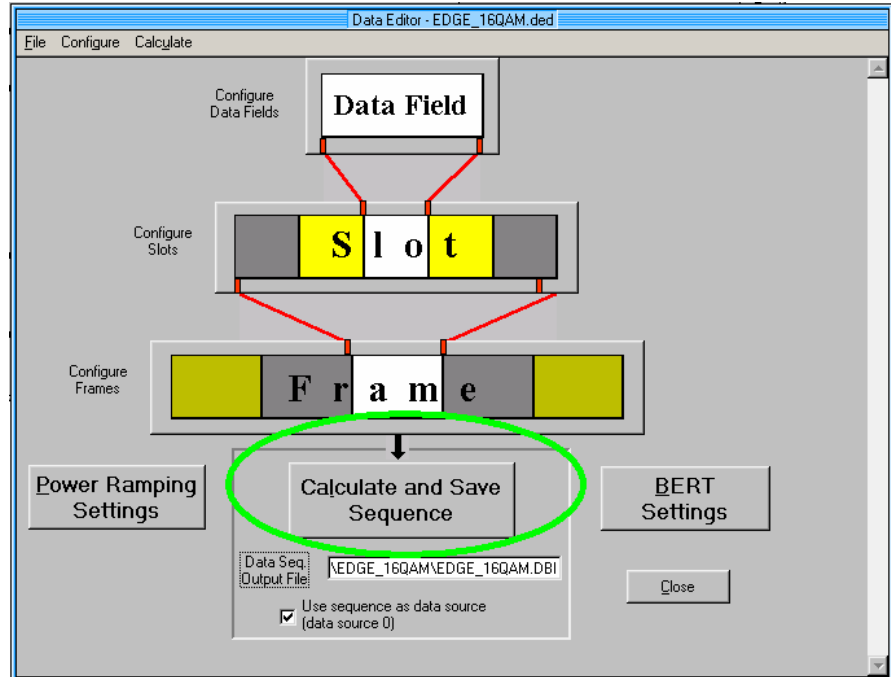 Data Editor - EDGE_16QAM.ded
File Configure Calculate
Configure
Data Fields
Data Field
Configure
Slots
Slot
Configure
Frames
Frame
Power Ramping
Settings
Calculate and Save
Sequence
BERT
Settings
Data Seq.
Output File
\EDGE_16QAM\EDGE_16QAM.DBI
Use sequence as data source
(data source 0)
Close